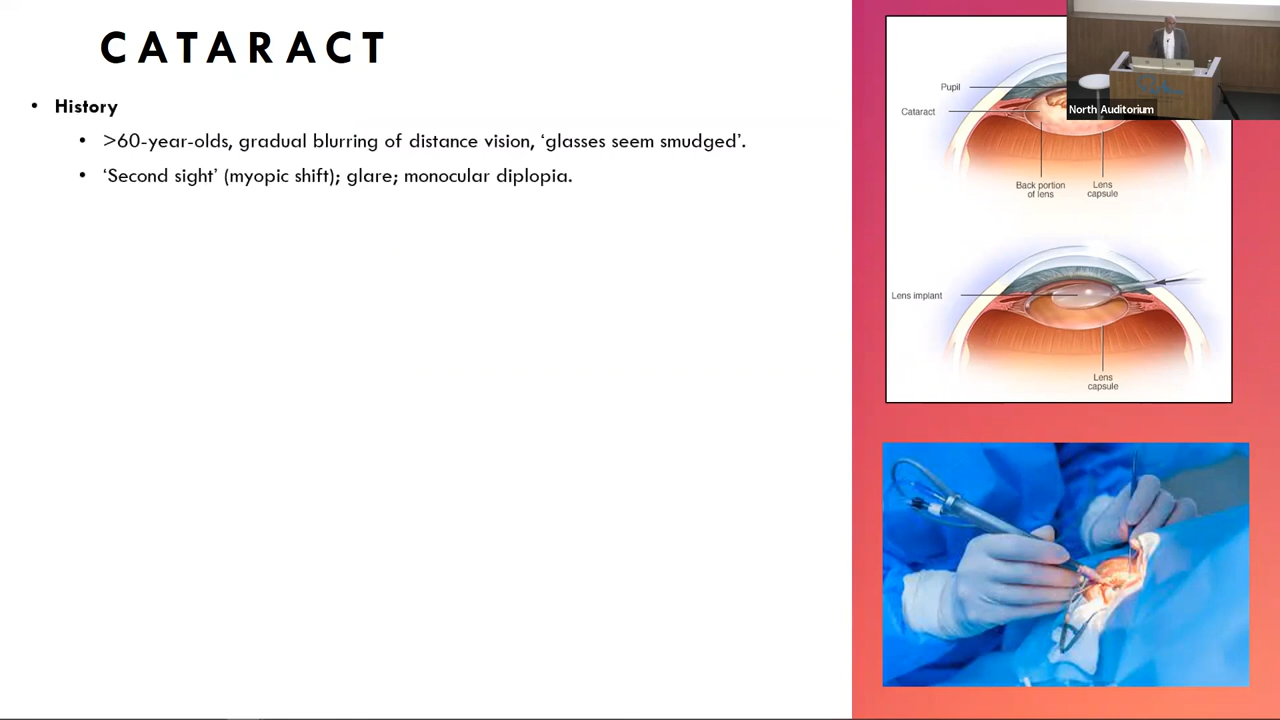 CATARACT
• History
• >60-year-olds, gradual blurring of distance vision, ‘glasses seem smudged’.
• ‘Second sight’ (myopic shift); glare; monocular diplopia.
Pupil
Cataract
Back portion
of lens
Lens
capsule
Lens implant
Lens
capsule
North Auditorium